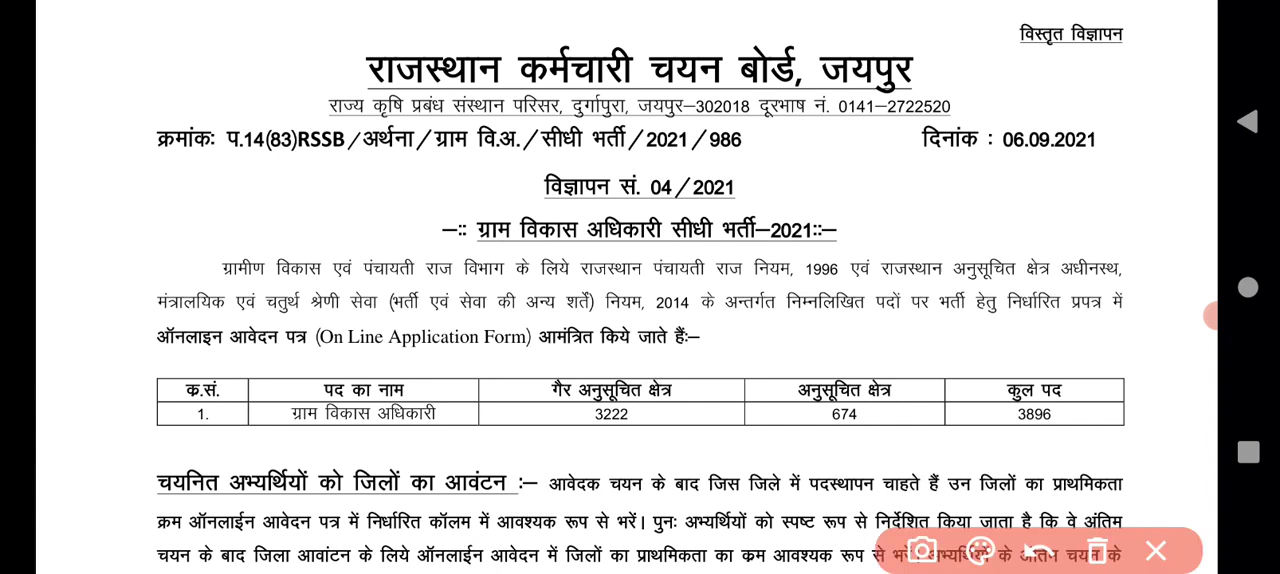 विस्तृत विज्ञापन
राजस्थान कर्मचारी चयन बोर्ड, जयपुर
राज्य कृषि प्रबंध संस्थान परिसर, दुर्गापुरा, जयपुर–302018 दूरभाष नं. 0141–2722520
क्रमांकः प.14(83)RSSB/अर्थना/ग्राम वि.अ./सीधी भर्ती/2021/986 दिनांक : 06.09.2021
विज्ञापन सं. 04/2021
–:: ग्राम विकास अधिकारी सीधी भर्ती–2021::–
ग्रामीण विकास एवं पंचायती राज विभाग के लिये राजस्थान पंचायती राज नियम, 1996 एवं राजस्थान अनुसूचित क्षेत्र अधीनस्थ,
मंत्रालयिक एवं चतुर्थ श्रेणी सेवा (भर्ती एवं सेवा की अन्य शर्तें) नियम, 2014 के अन्तर्गत निम्नलिखित पदों पर भर्ती हेतु निर्धारित प्रपत्र में
ऑनलाइन आवेदन पत्र (On Line Application Form) आमंत्रित किये जाते हैं:–
क्र.सं. पद का नाम गैर अनुसूचित क्षेत्र अनुसूचित क्षेत्र कुल पद
1. ग्राम विकास अधिकारी 3222 674 3896
चयनित अभ्यर्थियों को जिलों का आवंटन :– आवेदक चयन के बाद जिस जिले में पदस्थापन चाहते हैं उन जिलों का प्राथमिकता
क्रम ऑनलाईन आवेदन पत्र में निर्धारित कॉलम में आवश्यक रूप से भरें। पुनः अभ्यर्थियों को स्पष्ट रूप से निर्देशित किया जाता है कि वे अंतिम
चयन के बाद जिला आवांटन के लिये ऑनलाईन आवेदन में जिलों का प्राथमिकता का क्रम आवश्यक रूप से भरें। अभ्यर्थियों के अंतिम चयन के